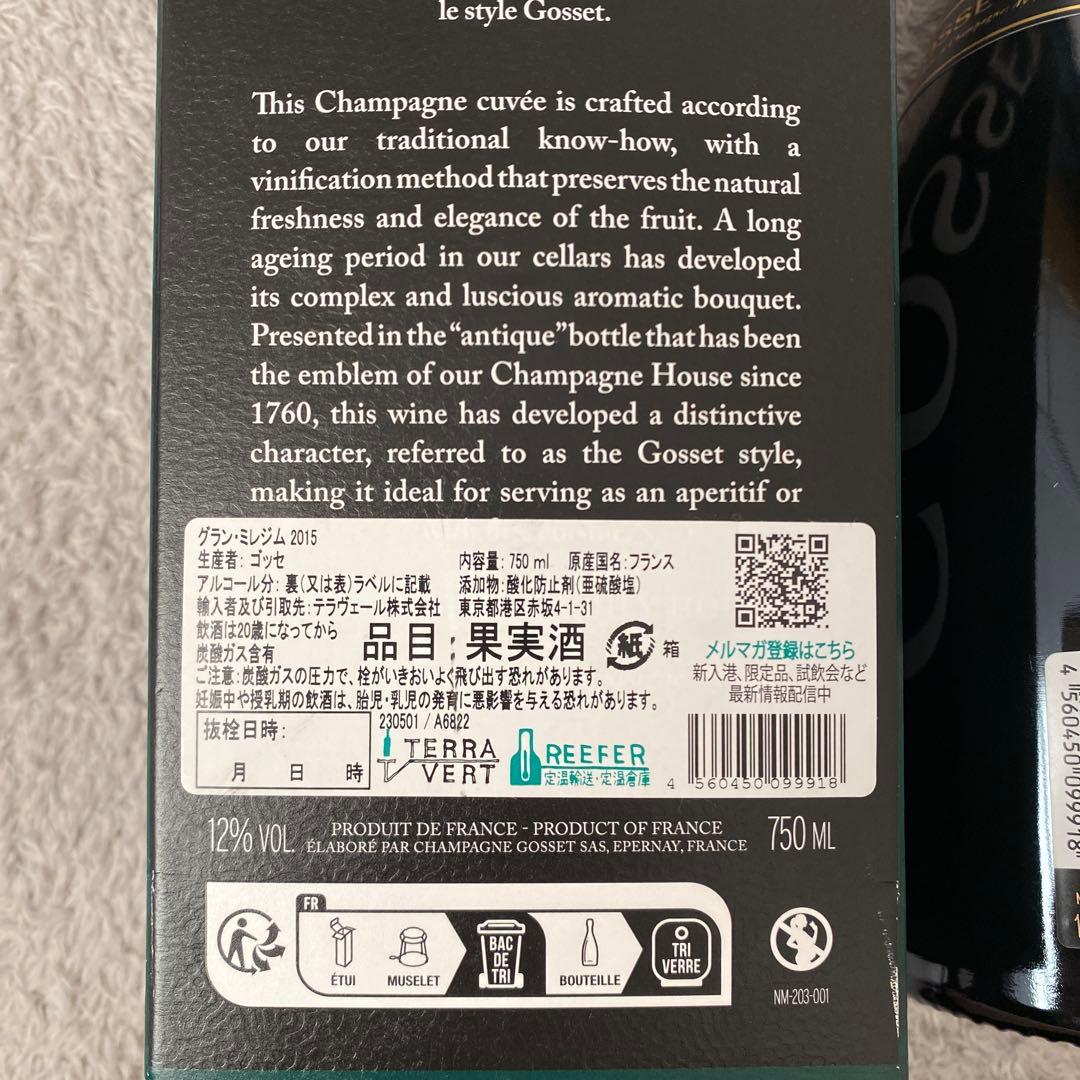 le style Gosset.
This Champagne cuvée is crafted according
to our traditional know-how, with a
vinification method that preserves the natural
freshness and elegance of the fruit. A long
ageing period in our cellars has developed
its complex and luscious aromatic bouquet.
Presented in the “antique” bottle that has been
the emblem of our Champagne House since
1760, this wine has developed a distinctive
character, referred to as the Gosset style,
making it ideal for serving as an aperitif or
グラン・ミレジム 2015
生産者: ゴッセ 内容量: 750 ml 原産国名:フランス
アルコール分: 裏(又は表)ラベルに記載 添加物:酸化防止剤(亜硫酸塩)
輸入者及び引取先:テラヴェール株式会社 東京都港区赤坂4-1-31
飲酒は20歳になってから
炭酸ガス含有
品目:果実酒 紙 箱
ご注意:炭酸ガスの圧力で、栓がいきおいよく飛び出す恐れがあります。
妊娠中や授乳期の飲酒は、胎児・乳児の発育に悪影響を与える恐れがあります。
230501 / A6822
抜栓日時:
月 日 時
TERRA
VERT
REEFER
定温輸送・定温倉庫
メルマガ登録はこちら
新入港、限定品、試飲会など
最新情報配信中
4 560450 099918
12% VOL.
PRODUIT DE FRANCE - PRODUCT OF FRANCE
ÉLABORÉ PAR CHAMPAGNE GOSSET SAS, EPERNAY, FRANCE
750 ML
FR
ÉTUI
MUSELET
BAC
DE
TRI
BOUTEILLE
TRI
VERRE
NM-203-001
4 560450 099918